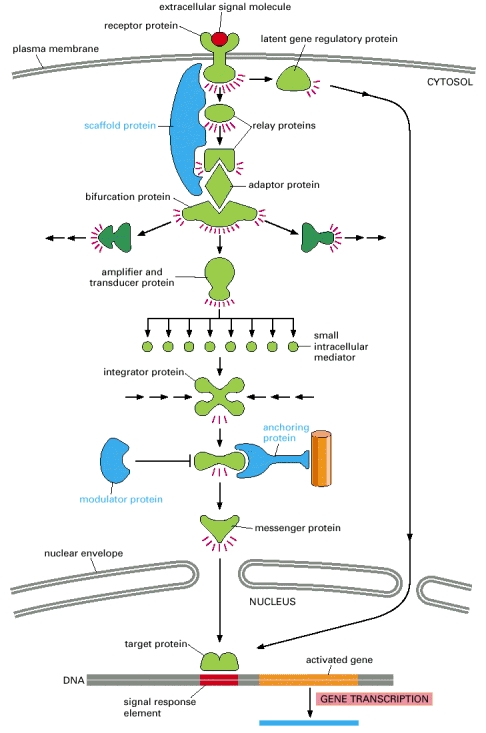 extracellular signal molecule
receptor protein
latent gene regulatory protein
plasma membrane
CYTOSOL
scaffold protein
relay proteins
adaptor protein
bifurcation protein
amplifier and
transducer protein
small
intracellular
mediator
integrator protein
anchoring
protein
modulator protein
messenger protein
nuclear envelope
NUCLEUS
target protein
activated gene
DNA
signal response
element
GENE TRANSCRIPTION